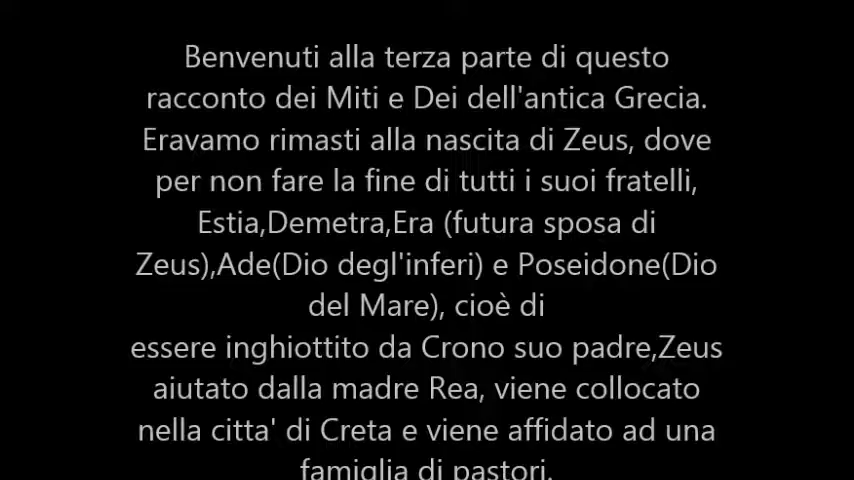 Benvenuti alla terza parte di questo
racconto dei Miti e Dei dell'antica Grecia.
Eravamo rimasti alla nascita di Zeus, dove
per non fare la fine di tutti i suoi fratelli,
Estia,Demetra,Era (futura sposa di
Zeus),Ade(Dio degl'inferi) e Poseidone(Dio
del Mare), cioè di
essere inghiottito da Crono suo padre,Zeus
aiutato dalla madre Rea, viene collocato
nella citta' di Creta e viene affidato ad una
famiglia di pastori.